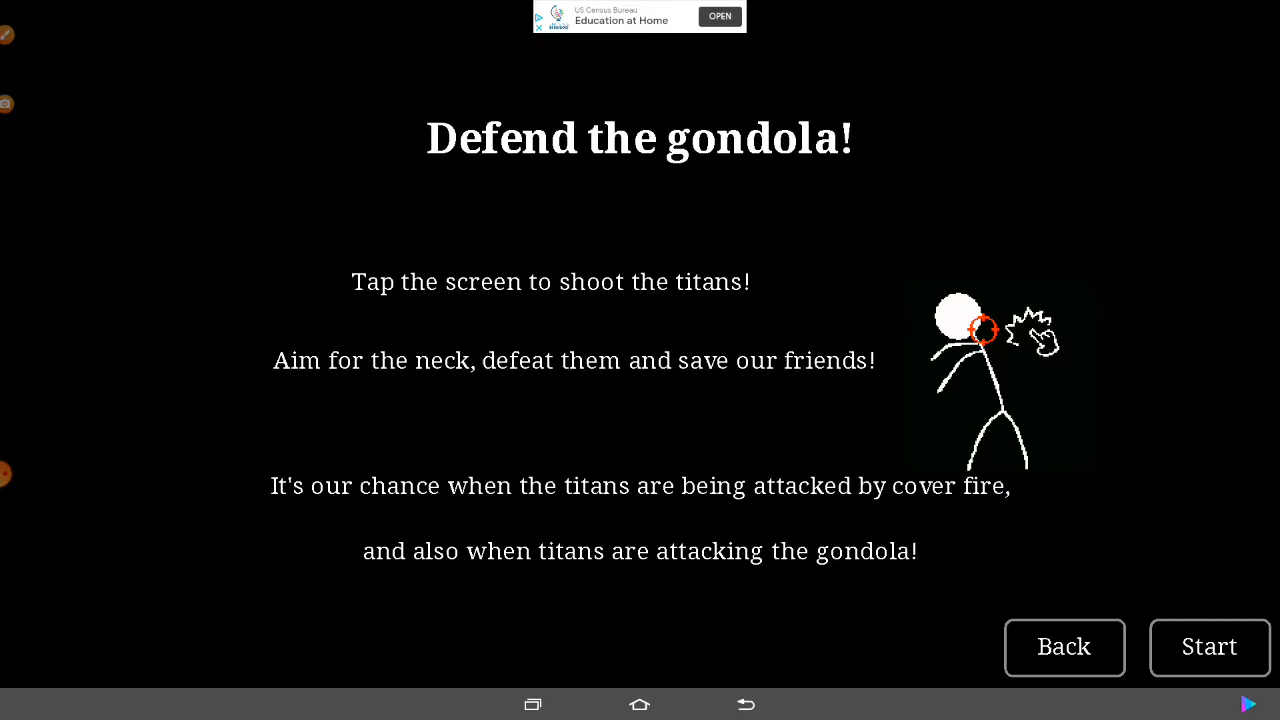 US Census Bureau
Education at Home
OPEN
Defend the gondola!
Tap the screen to shoot the titans!
Aim for the neck, defeat them and save our friends!
It's our chance when the titans are being attacked by cover fire,
and also when titans are attacking the gondola!
Back
Start